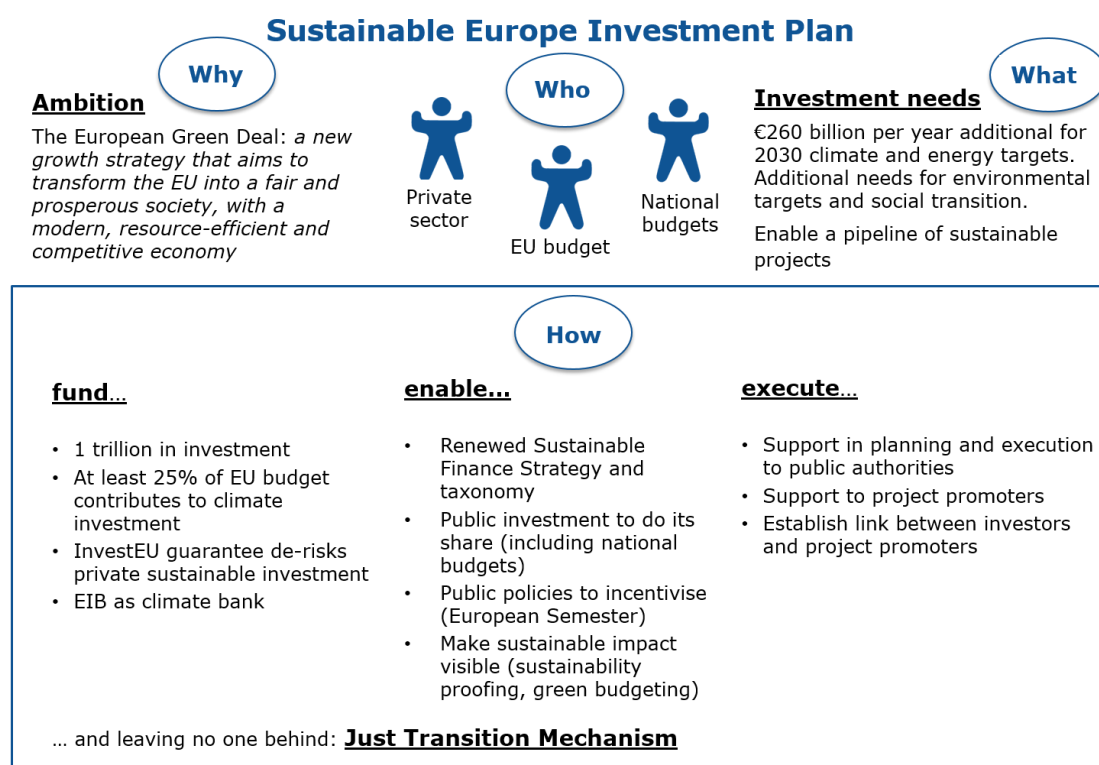 Sustainable Europe Investment Plan
Why
Ambition
The European Green Deal: a new
growth strategy that aims to
transform the EU into a fair and
prosperous society, with a
modern, resource-efficient and
competitive economy
Who
Private
sector
EU budget
National
budgets
What
Investment needs
€260 billion per year additional for
2030 climate and energy targets.
Additional needs for environmental
targets and social transition.
Enable a pipeline of sustainable
projects
How
fund...
• 1 trillion in investment
• At least 25% of EU budget
contributes to climate
investment
• InvestEU guarantee de-risks
private sustainable investment
• EIB as climate bank
enable...
• Renewed Sustainable
Finance Strategy and
taxonomy
• Public investment to do its
share (including national
budgets)
• Public policies to incentivise
(European Semester)
• Make sustainable impact
visible (sustainability
proofing, green budgeting)
execute...
• Support in planning and execution
to public authorities
• Support to project promoters
• Establish link between investors
and project promoters
... and leaving no one behind: Just Transition Mechanism